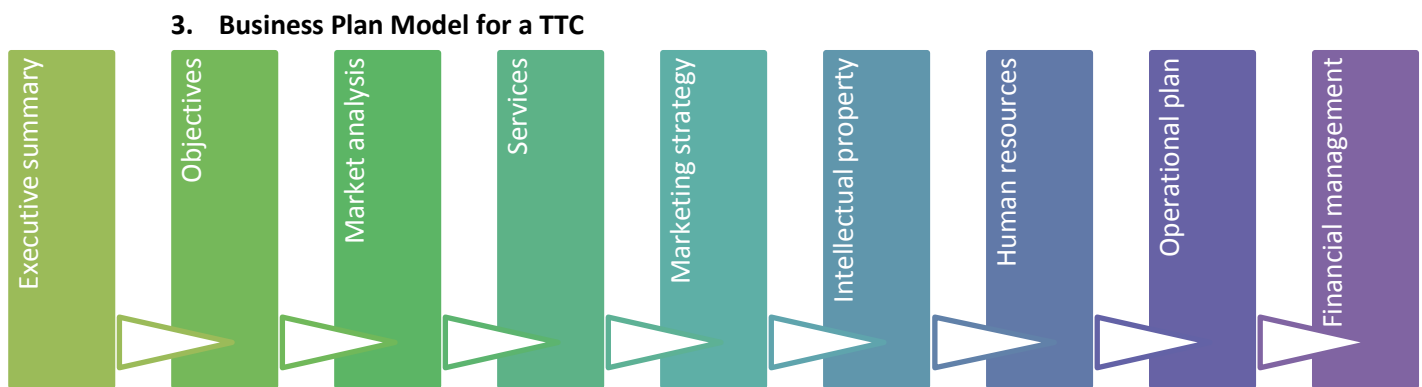 3. Business Plan Model for a TTC
Executive summary
Objectives
Market analysis
Services
Marketing strategy
Intellectual property
Human resources
Operational plan
Financial management